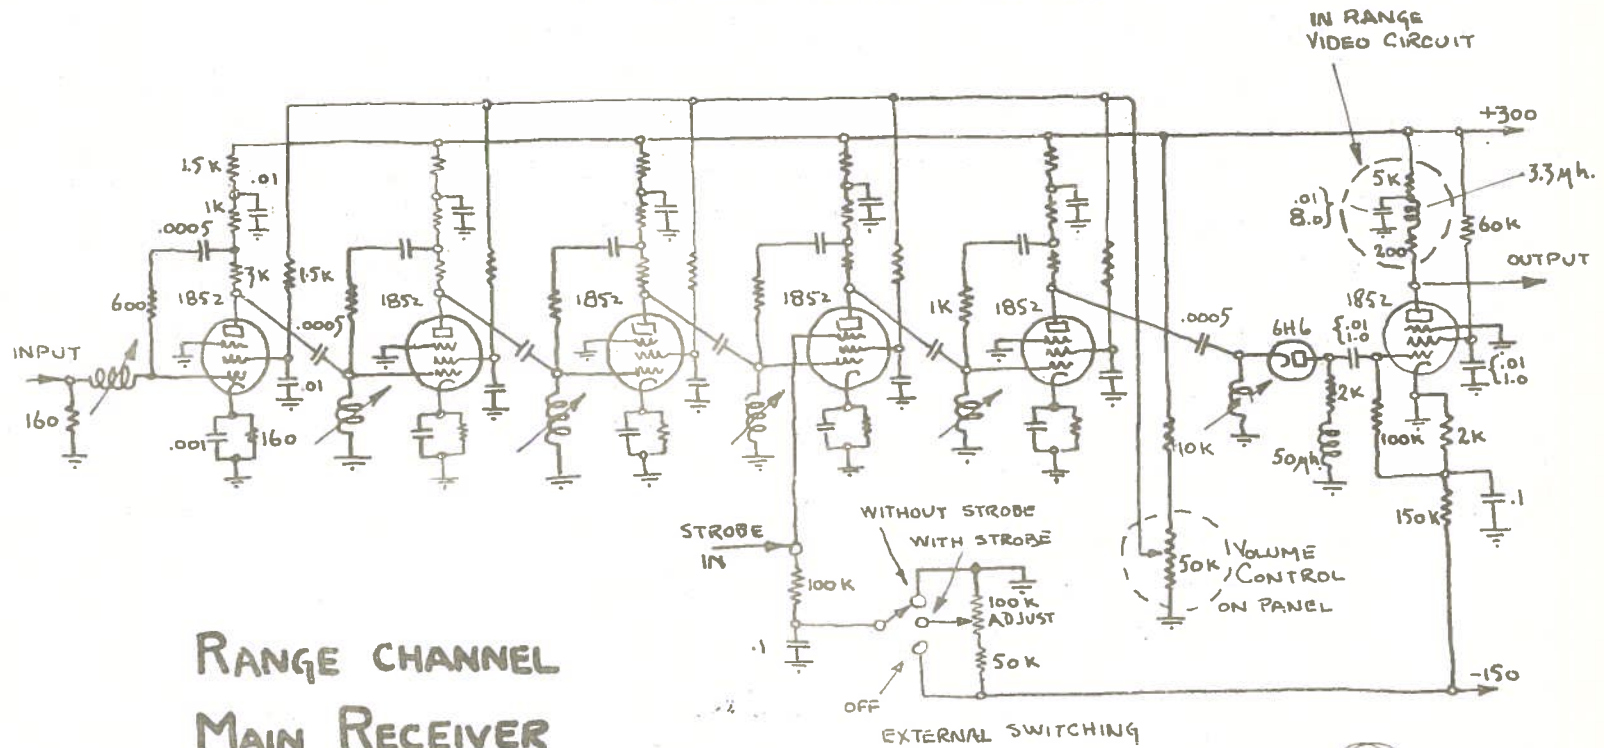 IN RANGE
VIDEO CIRCUIT
+300
1.5K
.01
1K
.0005
3K
1.5K
600
1852
.0005
1852
1852
1852
1K
1852
.0005
6H6
{.01
1.0
1852
5K
3.3μh.
.01
8.0}
200
60K
OUTPUT
INPUT
160
.01
.001
160
{.01
1.0
2K
50μh.
100K
2K
10K
150K
.1
STROBE
IN
WITHOUT STROBE
WITH STROBE
100K
100K
ADJUST
.1
50K
50K
VOLUME
CONTROL
ON PANEL
OFF
-150
EXTERNAL SWITCHING
RANGE CHANNEL
MAIN RECEIVER